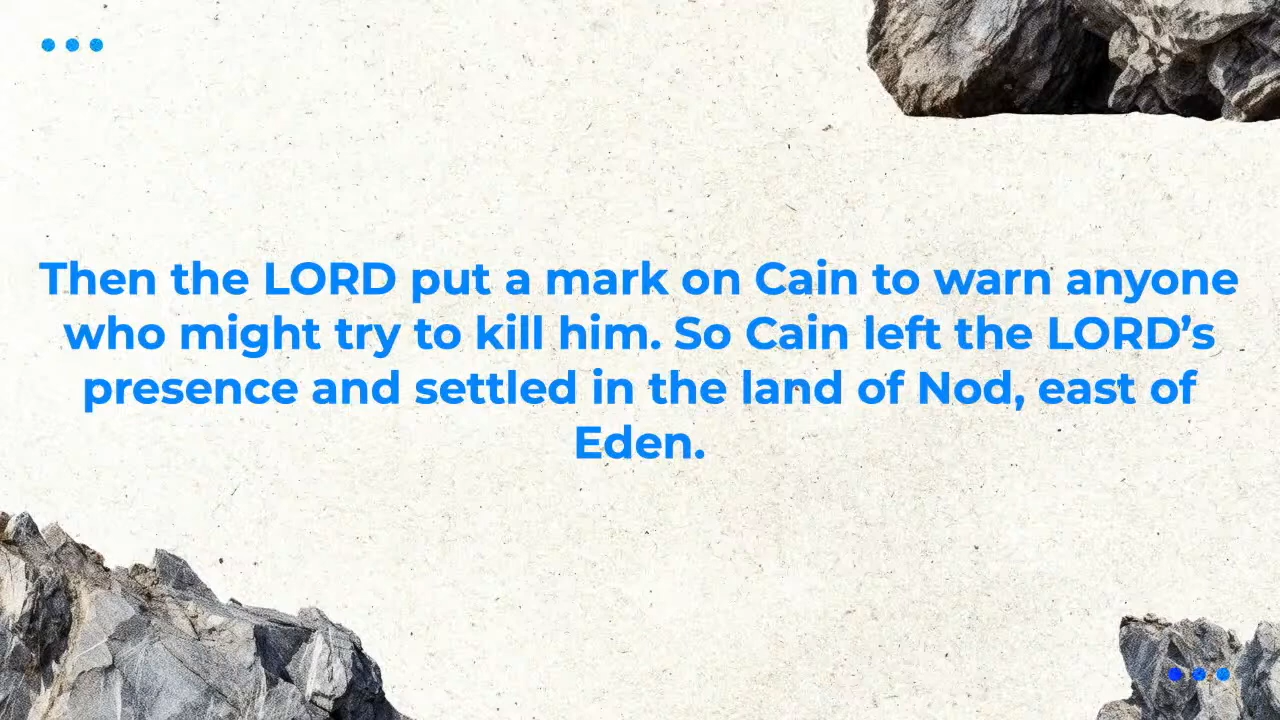 Then the LORD put a mark on Cain to warn anyone
who might try to kill him. So Cain left the LORD’s
presence and settled in the land of Nod, east of
Eden.